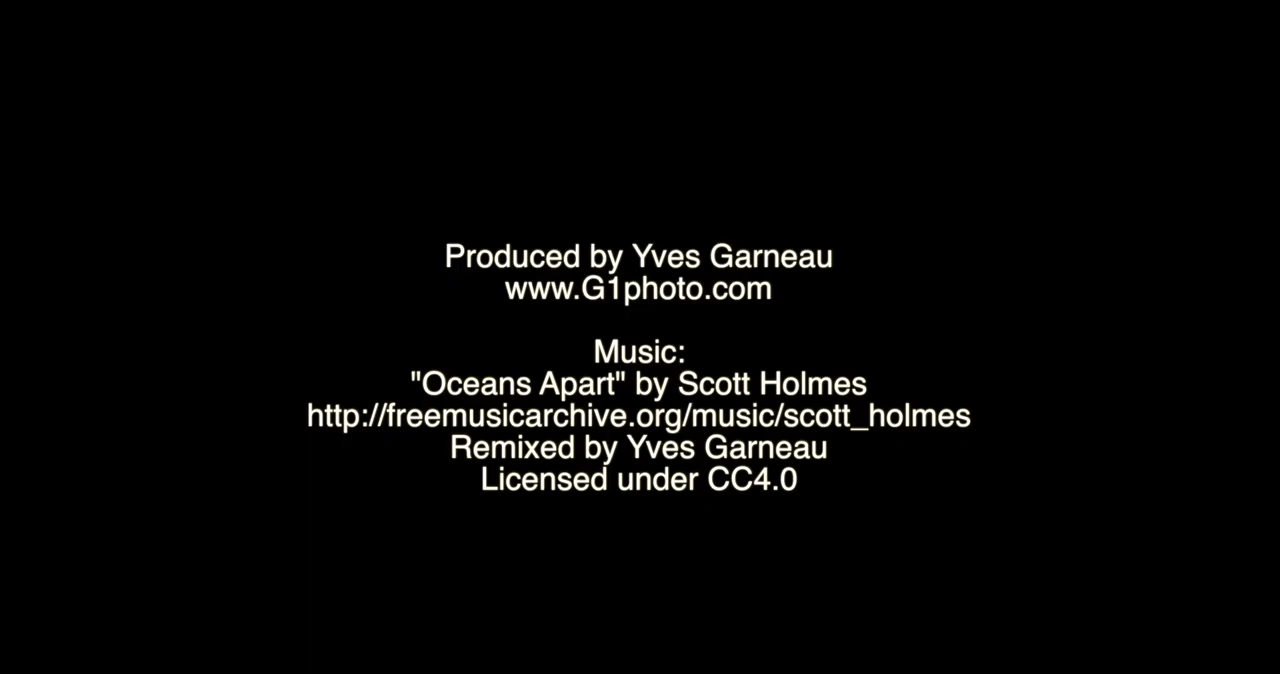 Produced by Yves Garneau
www.G1photo.com
Music:
"Oceans Apart" by Scott Holmes
http://freemusicarchive.org/music/scott_holmes
Remixed by Yves Garneau
Licensed under CC4.0